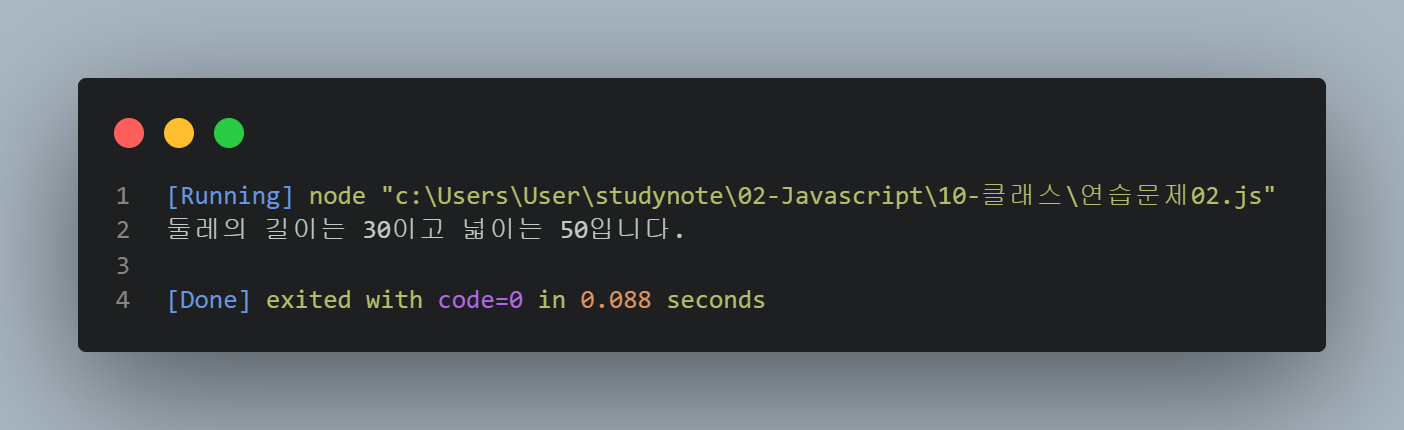 1 [Running] node "c:\Users\User\studynote\02-Javascript\10-클래스\연습문제02.js"
2 둘레의 길이는 30이고 넓이는 50입니다.
3
4 [Done] exited with code=0 in 0.088 seconds